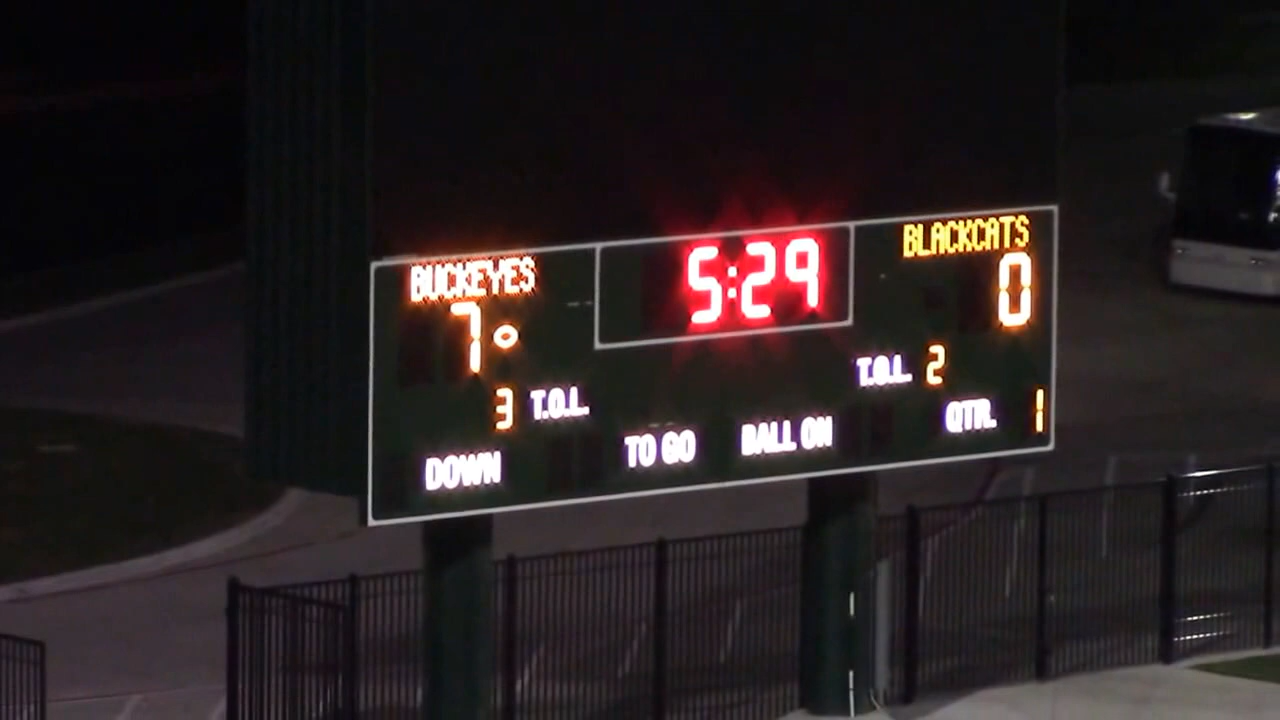 BUCKEYES 5:29 BLACKCATS
7 0
3 T.O.L. T.O.L. 2
DOWN TO GO BALL ON QTR. 1